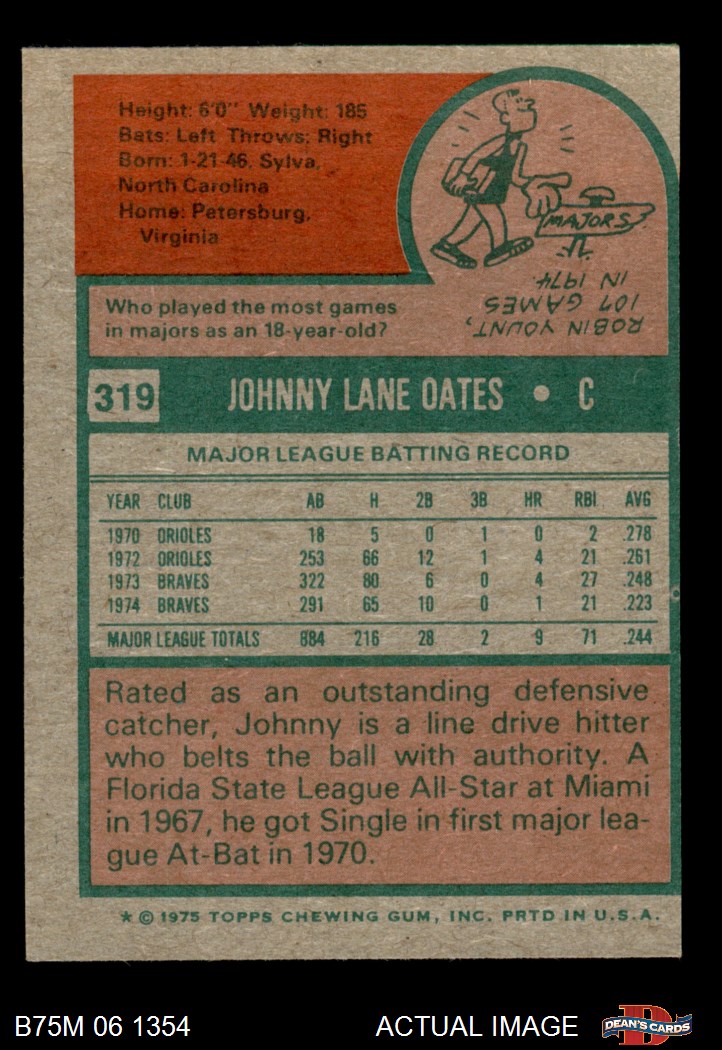 Height: 6'0" Weight: 185
Bats: Left Throws: Right
Born: 1-21-46, Sylva,
North Carolina
Home: Petersburg,
Virginia
MAJORS
Who played the most games
in majors as an 18-year-old?
ROBIN YOUNT,
107 GAMES
IN 1974
319 JOHNNY LANE OATES • C
MAJOR LEAGUE BATTING RECORD
YEAR CLUB AB H 2B 3B HR RBI AVG
1970 ORIOLES 18 5 0 1 0 2 .278
1972 ORIOLES 253 66 12 1 4 21 .261
1973 BRAVES 322 80 6 0 4 27 .248
1974 BRAVES 291 65 10 0 1 21 .223
MAJOR LEAGUE TOTALS 884 216 28 2 9 71 .244
Rated as an outstanding defensive
catcher, Johnny is a line drive hitter
who belts the ball with authority. A
Florida State League All-Star at Miami
in 1967, he got Single in first major lea-
gue At-Bat in 1970.
★ © 1975 TOPPS CHEWING GUM, INC. PRTD IN U.S.A.
B75M 06 1354 ACTUAL IMAGE D DEAN'S CARDS